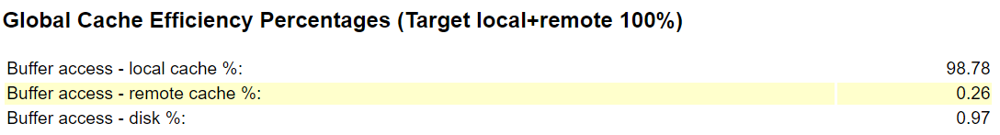 Global Cache Efficiency Percentages (Target local+remote 100%)
Buffer access - local cache %: 98.78
Buffer access - remote cache %: 0.26
Buffer access - disk %: 0.97